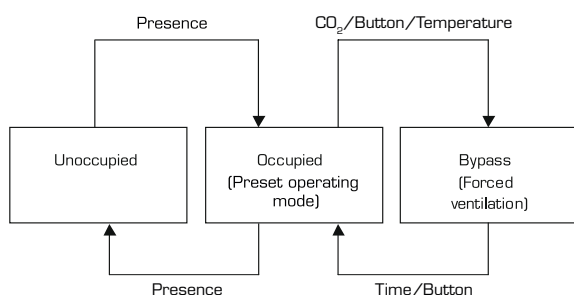 Presence
CO₂/Button/Temperature
Unoccupied
Occupied
(Preset operating
mode)
Bypass
(Forced
ventilation)
Presence
Time/Button